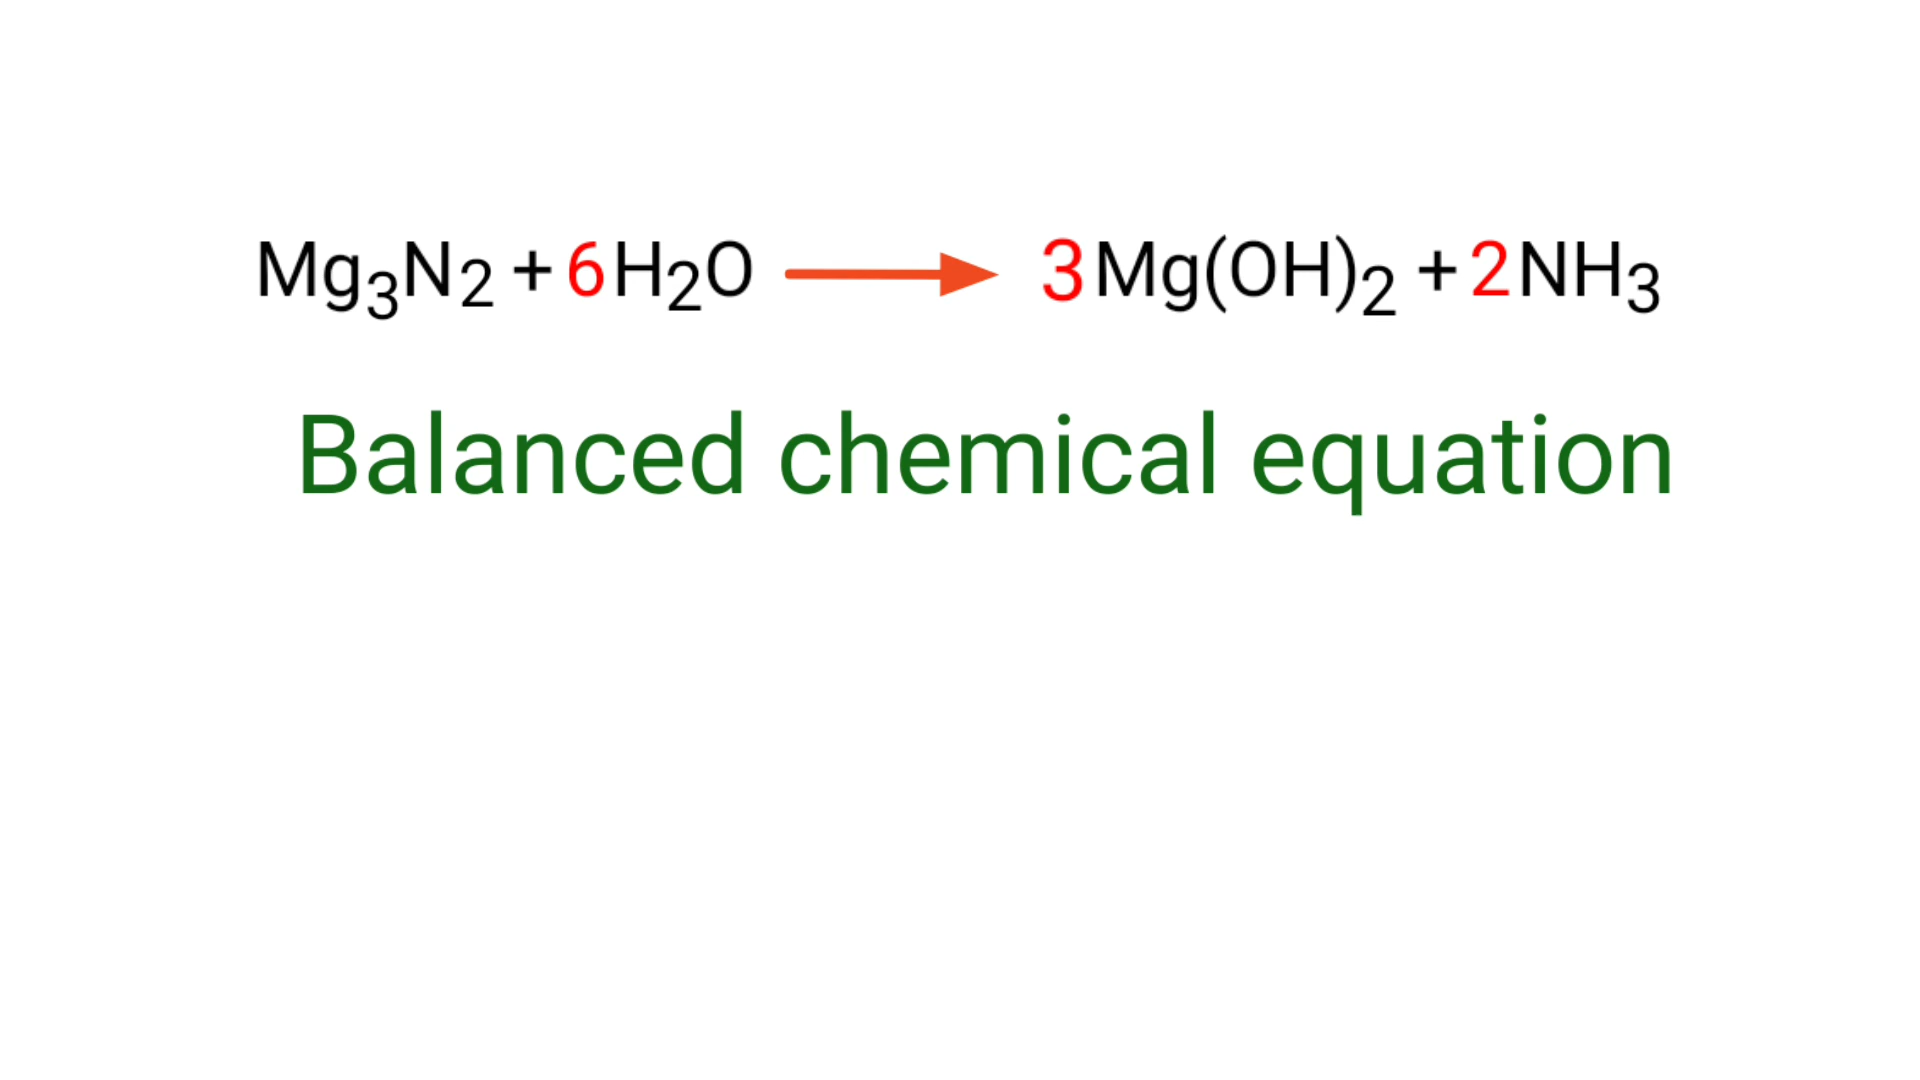 Mg₃N₂ + 6H₂O → 3Mg(OH)₂ + 2NH₃
Balanced chemical equation